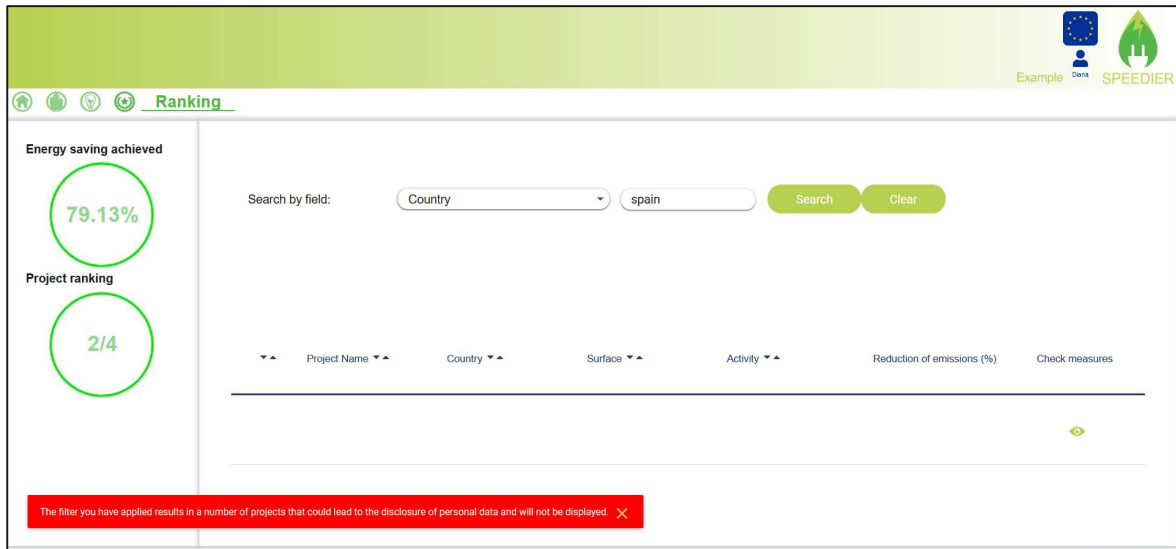 Example
Diana
SPEEDIER
Ranking
Energy saving achieved
79.13%
Project ranking
2/4
Search by field: Country spain Search Clear
Project Name Country Surface Activity Reduction of emissions (%) Check measures
The filter you have applied results in a number of projects that could lead to the disclosure of personal data and will not be displayed.